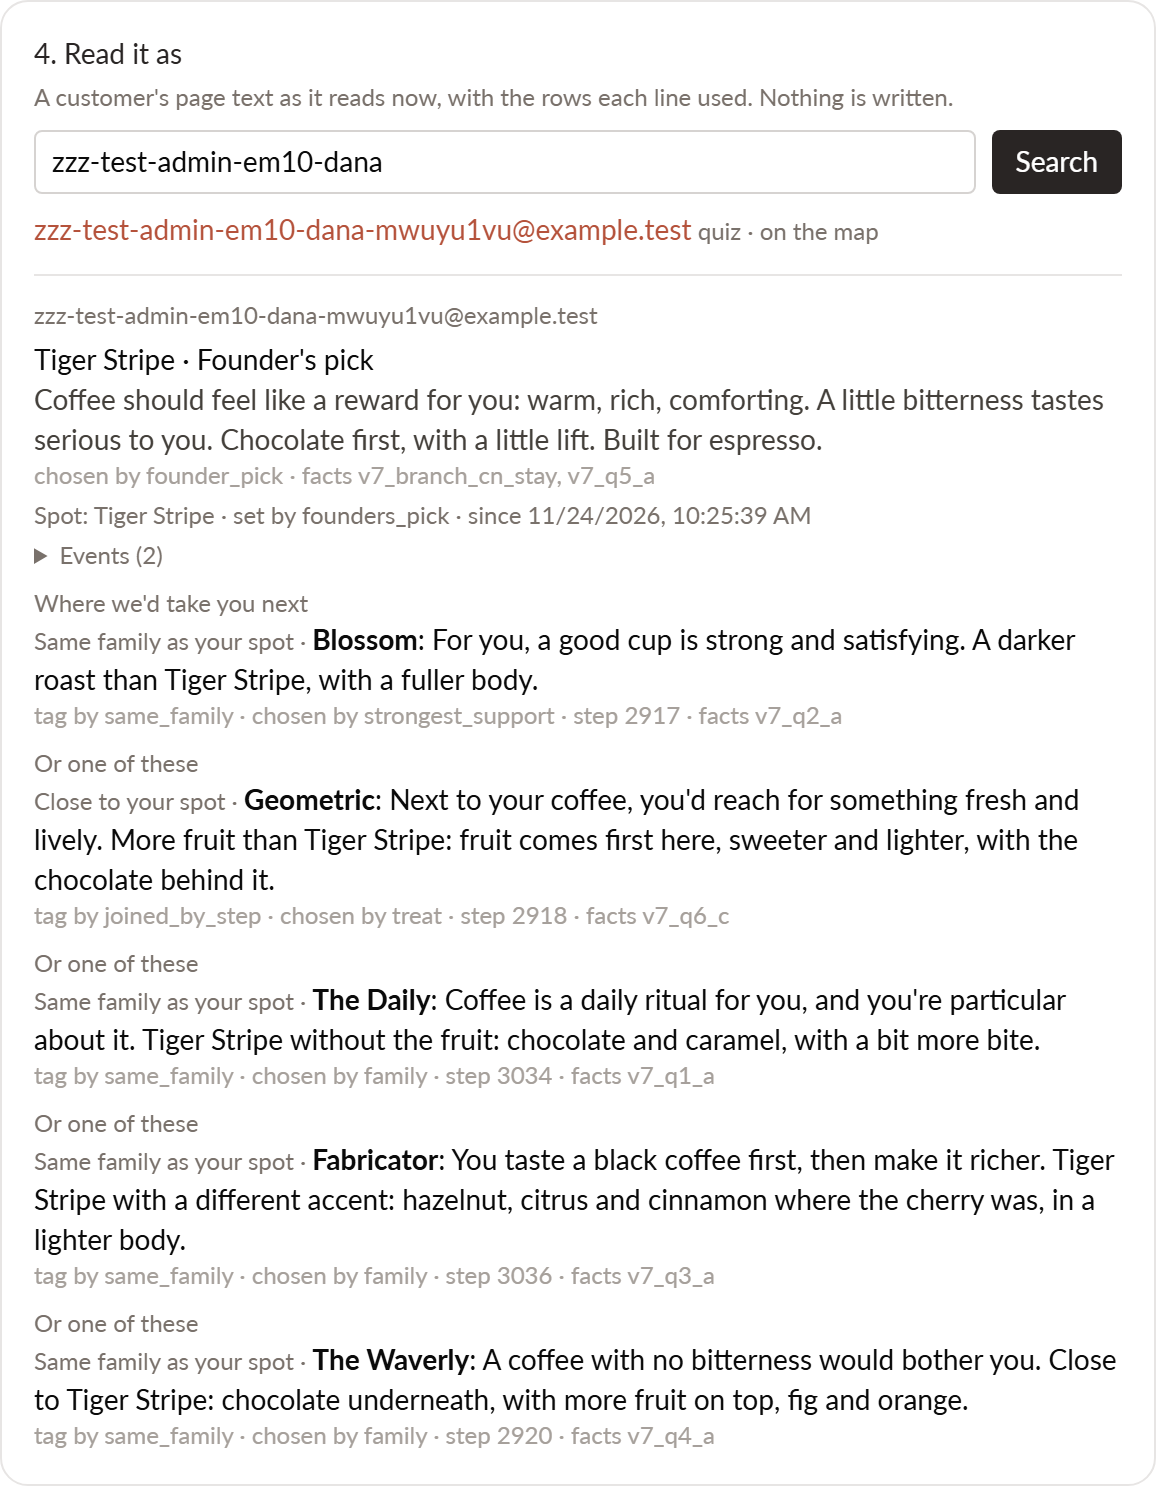 4. Read it as
A customer's page text as it reads now, with the rows each line used. Nothing is written.
zzz-test-admin-em10-dana
Search
zzz-test-admin-em10-dana-mwuyu1vu@example.test quiz · on the map
zzz-test-admin-em10-dana-mwuyu1vu@example.test
Tiger Stripe · Founder's pick
Coffee should feel like a reward for you: warm, rich, comforting. A little bitterness tastes
serious to you. Chocolate first, with a little lift. Built for espresso.
chosen by founder_pick · facts v7_branch_cn_stay, v7_q5_a
Spot: Tiger Stripe · set by founders_pick · since 11/24/2026, 10:25:39 AM
▶ Events (2)
Where we'd take you next
Same family as your spot · Blossom: For you, a good cup is strong and satisfying. A darker
roast than Tiger Stripe, with a fuller body.
tag by same_family · chosen by strongest_support · step 2917 · facts v7_q2_a
Or one of these
Close to your spot · Geometric: Next to your coffee, you'd reach for something fresh and
lively. More fruit than Tiger Stripe: fruit comes first here, sweeter and lighter, with the
chocolate behind it.
tag by joined_by_step · chosen by treat · step 2918 · facts v7_q6_c
Or one of these
Same family as your spot · The Daily: Coffee is a daily ritual for you, and you're particular
about it. Tiger Stripe without the fruit: chocolate and caramel, with a bit more bite.
tag by same_family · chosen by family · step 3034 · facts v7_q1_a
Or one of these
Same family as your spot · Fabricator: You taste a black coffee first, then make it richer. Tiger
Stripe with a different accent: hazelnut, citrus and cinnamon where the cherry was, in a
lighter body.
tag by same_family · chosen by family · step 3036 · facts v7_q3_a
Or one of these
Same family as your spot · The Waverly: A coffee with no bitterness would bother you. Close
to Tiger Stripe: chocolate underneath, with more fruit on top, fig and orange.
tag by same_family · chosen by family · step 2920 · facts v7_q4_a